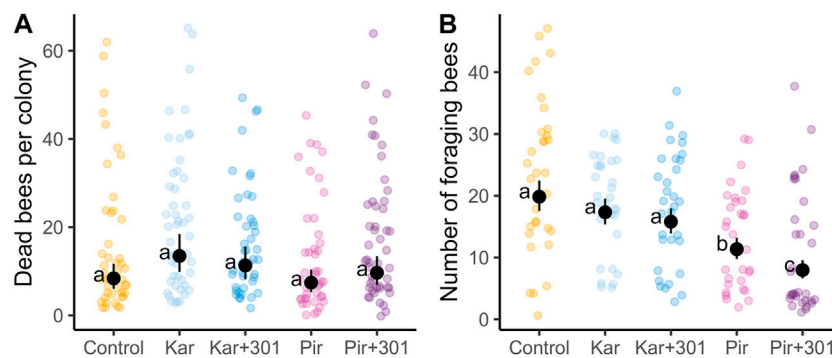 A
Dead bees per colony
60
40
20
0
a
a
a
a
a
Control Kar Kar+301 Pir Pir+301
B
Number of foraging bees
40
30
20
10
0
a
a
a
b
c
Control Kar Kar+301 Pir Pir+301